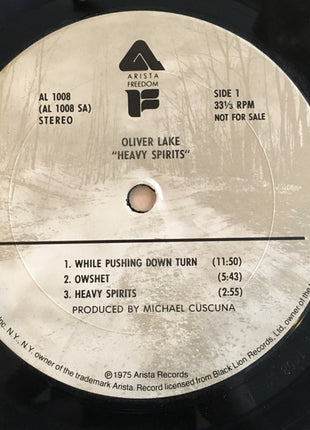 ARISTA
FREEDOM
AL 1008
(AL 1008 SA)
STEREO
SIDE 1
33⅓ RPM
NOT FOR SALE
OLIVER LAKE
"HEAVY SPIRITS"
1. WHILE PUSHING DOWN TURN (11:50)
2. OWSHET (5:43)
3. HEAVY SPIRITS (2:55)
PRODUCED BY MICHAEL CUSCUNA
℗1975 Arista Records
Inc. N.Y., N.Y. owner of the trademark Arista. Record licensed from Black Lion Records, Ltd., owner of the